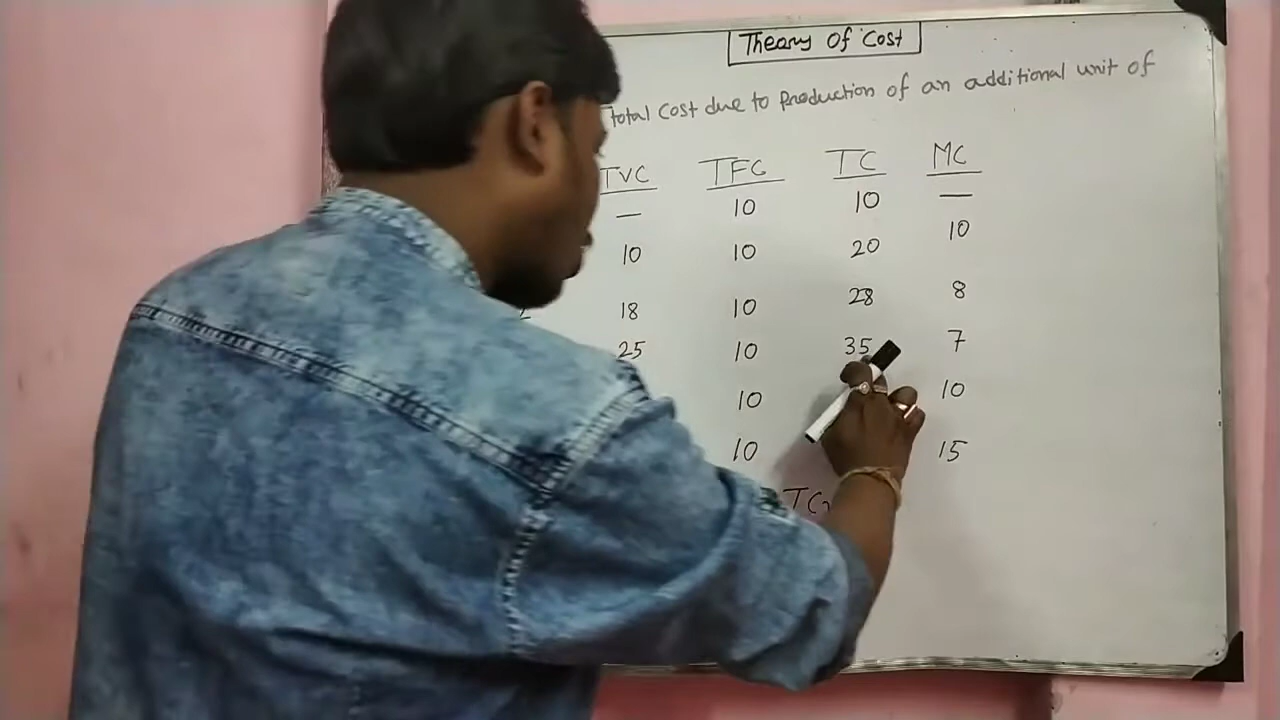 Theory Of Cost
total Cost due to Production of an additional unit of
TVC TFC TC MC
— 10 10 —
10 10 20 10
18 10 28 8
25 10 35 7
10 10
10 15